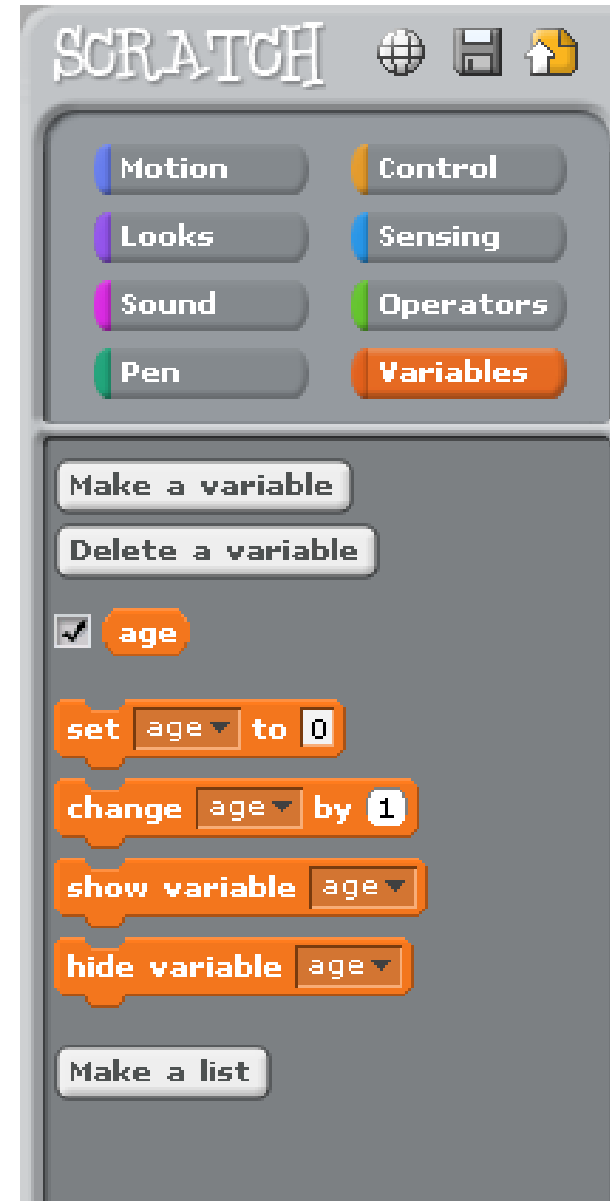 SCRATCH
Motion Control
Looks Sensing
Sound Operators
Pen Variables
Make a variable
Delete a variable
age
set age to 0
change age by 1
show variable age
hide variable age
Make a list